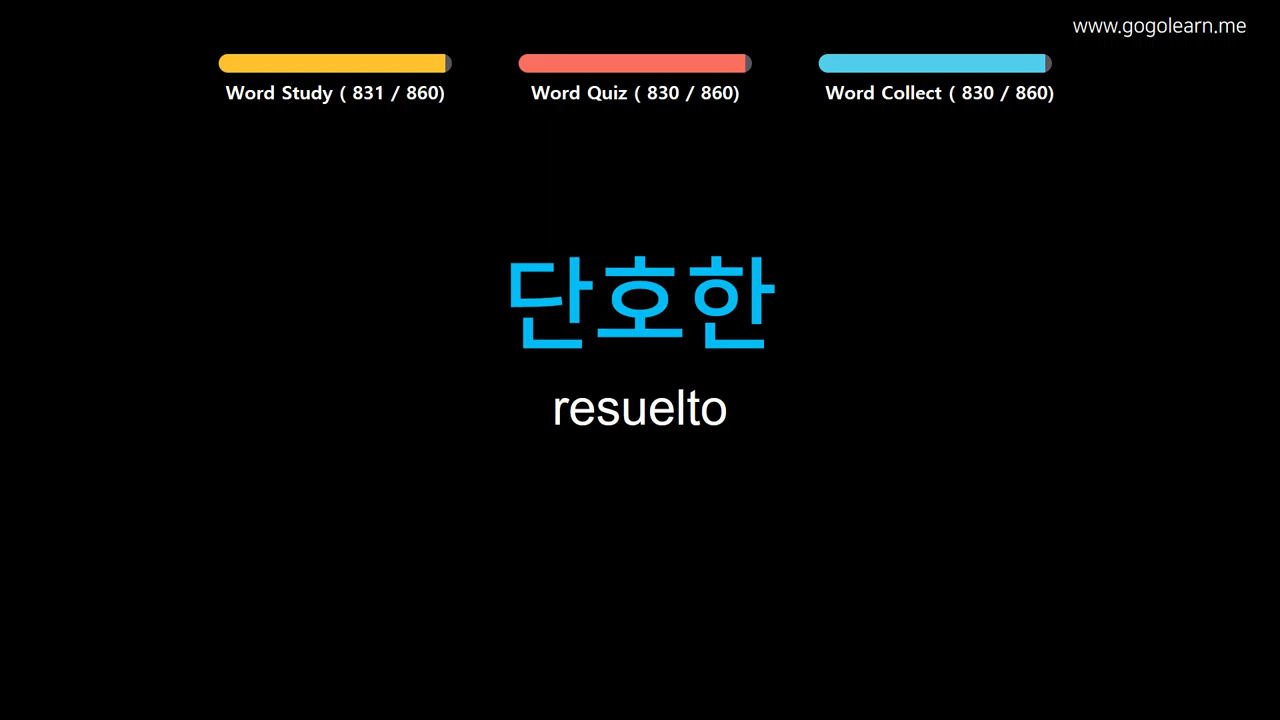 www.gogolearn.me
Word Study ( 831 / 860)
Word Quiz ( 830 / 860)
Word Collect ( 830 / 860)
단호한
resuelto